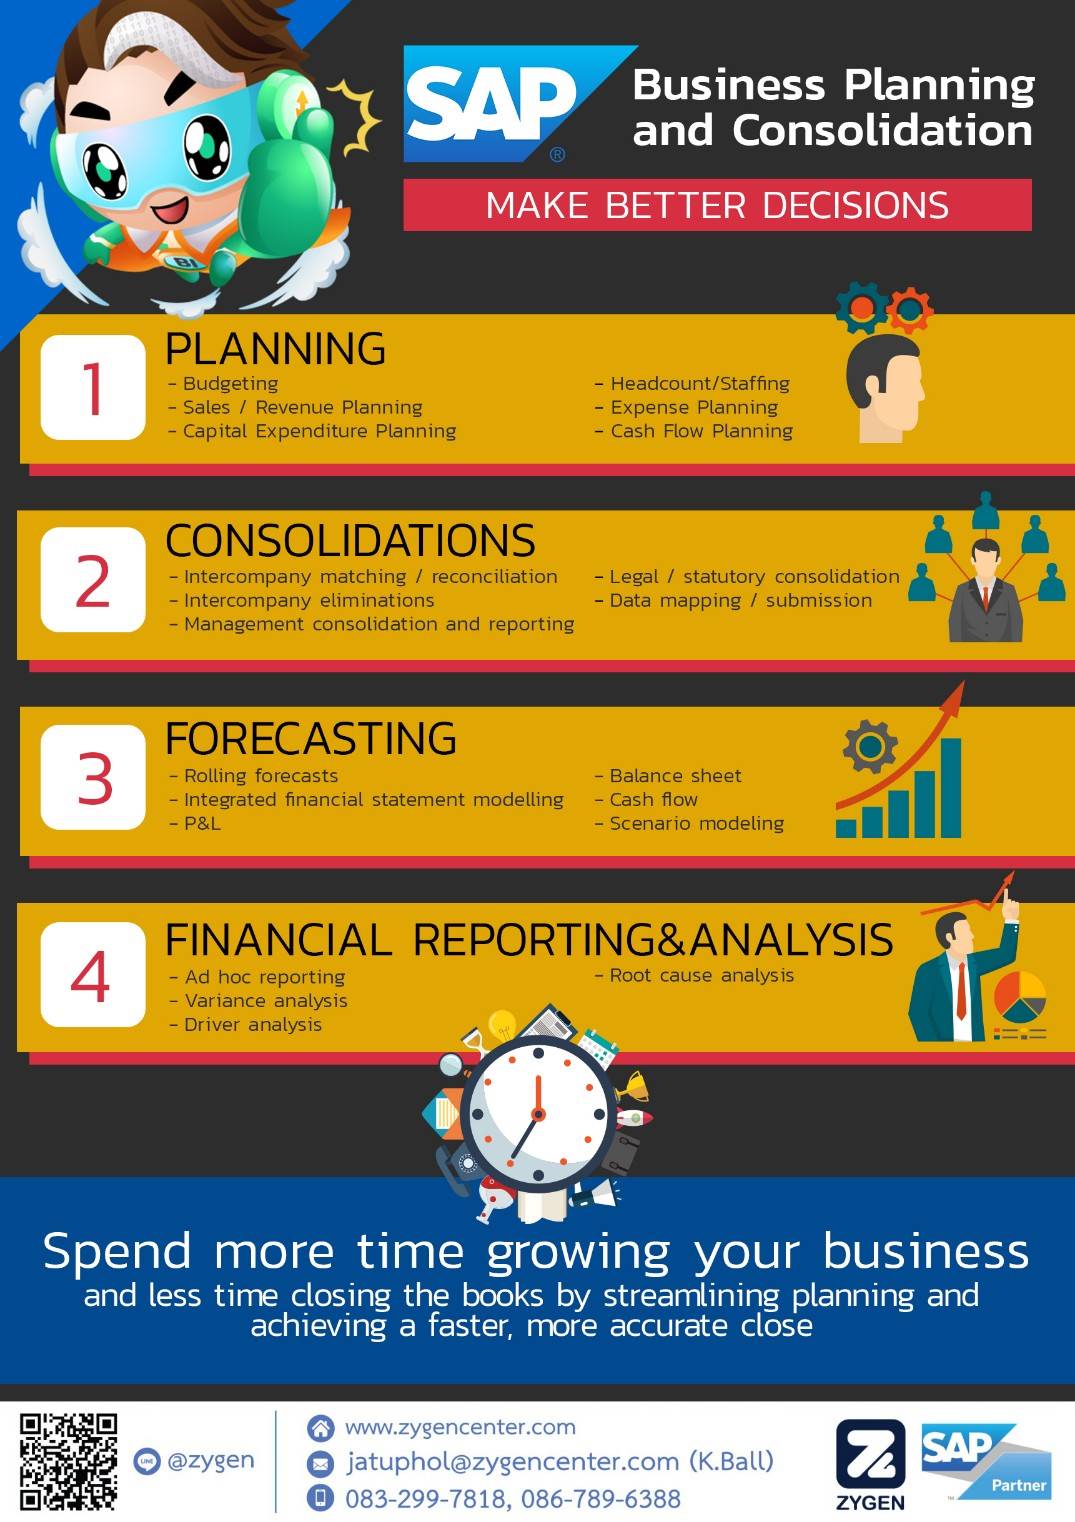 SAP
®
Business Planning
and Consolidation
MAKE BETTER DECISIONS
BI
1
PLANNING
- Budgeting
- Sales / Revenue Planning
- Capital Expenditure Planning
- Headcount/Staffing
- Expense Planning
- Cash Flow Planning
2
CONSOLIDATIONS
- Intercompany matching / reconciliation
- Intercompany eliminations
- Management consolidation and reporting
- Legal / statutory consolidation
- Data mapping / submission
3
FORECASTING
- Rolling forecasts
- Integrated financial statement modelling
- P&L
- Balance sheet
- Cash flow
- Scenario modeling
4
FINANCIAL REPORTING&ANALYSIS
- Ad hoc reporting
- Variance analysis
- Driver analysis
- Root cause analysis
Spend more time growing your business
and less time closing the books by streamlining planning and
achieving a faster, more accurate close
LINE
@zygen
www.zygencenter.com
jatuphol@zygencenter.com (K.Ball)
083-299-7818, 086-789-6388
Z
ZYGEN
SAP
Partner